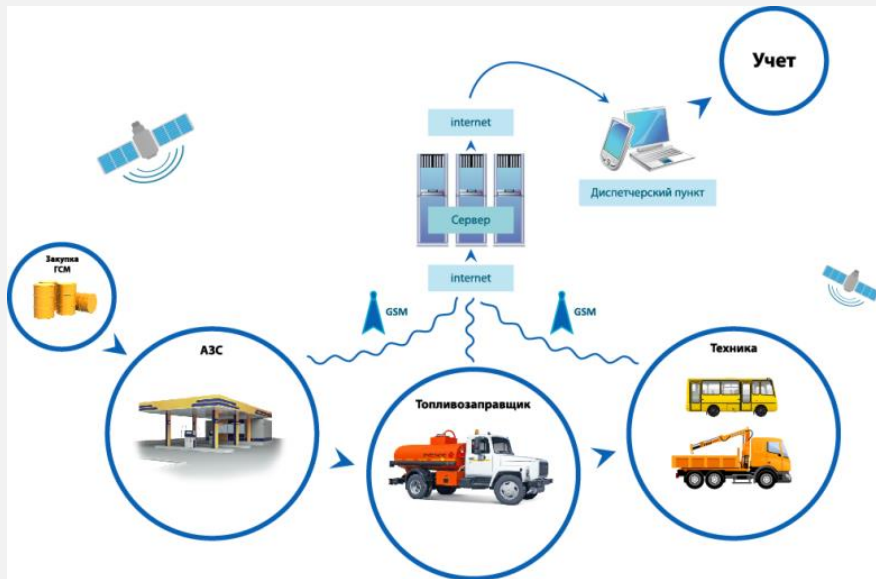 Учет
internet
Диспетчерский пункт
Сервер
internet
Закупка
ГСМ
GSM
GSM
АЗС
Топливозаправщик
Техника